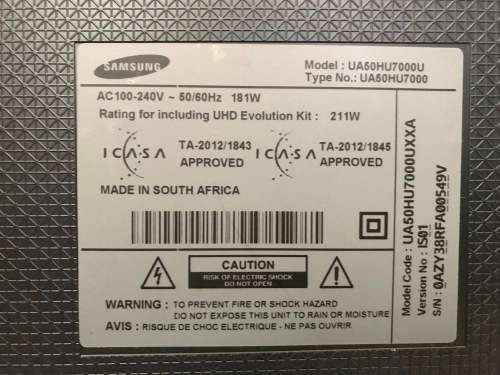 SAMSUNG
Model : UA50HU7000U
Type No.: UA50HU7000
AC100-240V ~ 50/60Hz 181W
Rating for including UHD Evolution Kit : 211W
ICASA TA-2012/1843 APPROVED
ICASA TA-2012/1845 APPROVED
MADE IN SOUTH AFRICA
CAUTION
RISK OF ELECTRIC SHOCK
DO NOT OPEN
WARNING : TO PREVENT FIRE OR SHOCK HAZARD
DO NOT EXPOSE TO RAIN OR MOISTURE
AVIS : RISQUE DE CHOC ELECTRIQUE - NE PAS OUVRIR
Model Code : UA50HU7000UXXA
Version No : IS01
S/N : 0AZY38RFA00549V